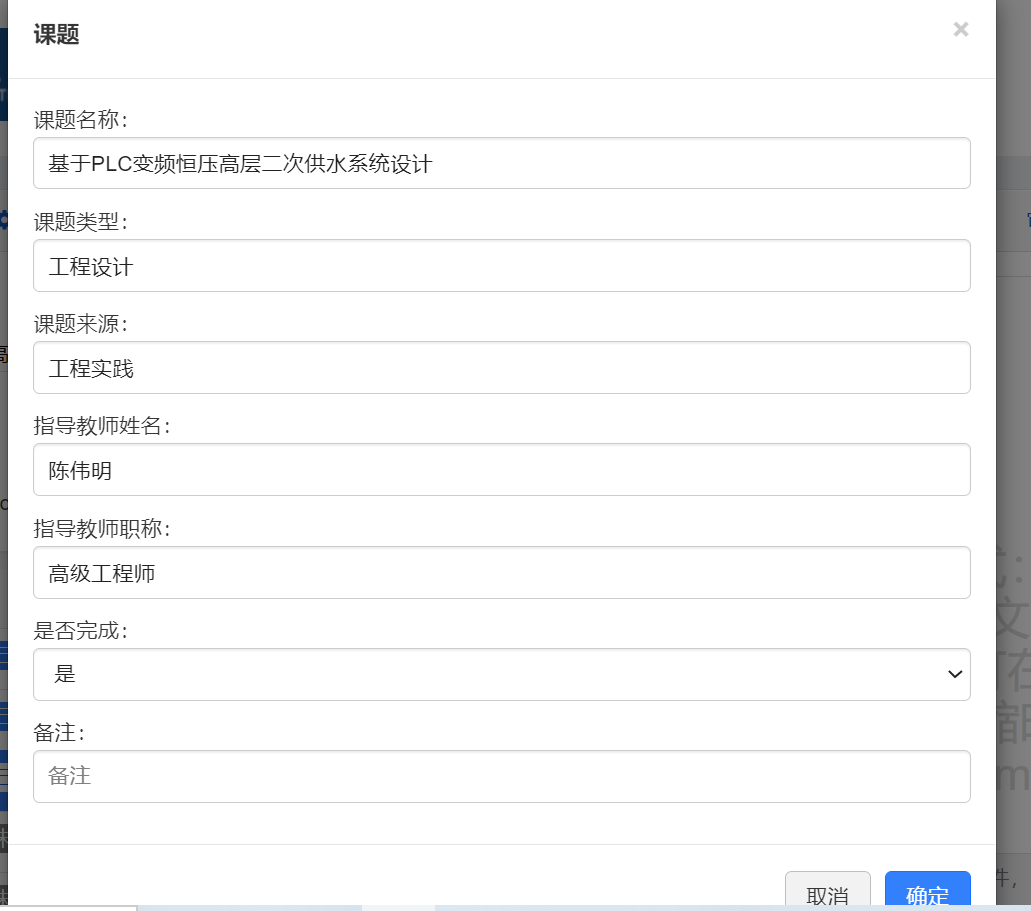 课题
×
课题名称:
基于PLC变频恒压高层二次供水系统设计
课题类型:
工程设计
课题来源:
工程实践
指导教师姓名:
陈伟明
指导教师职称:
高级工程师
是否完成:
是
备注:
备注
取消
确定